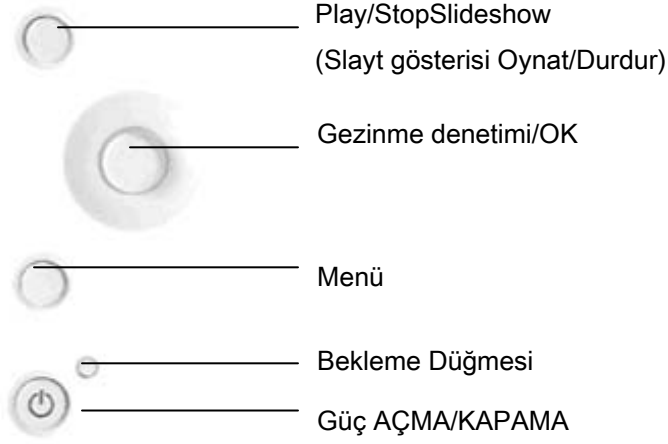 Play/StopSlideshow
(Slayt gösterisi Oynat/Durdur)
Gezinme denetimi/OK
Menü
Bekleme Düğmesi
Güç AÇMA/KAPAMA